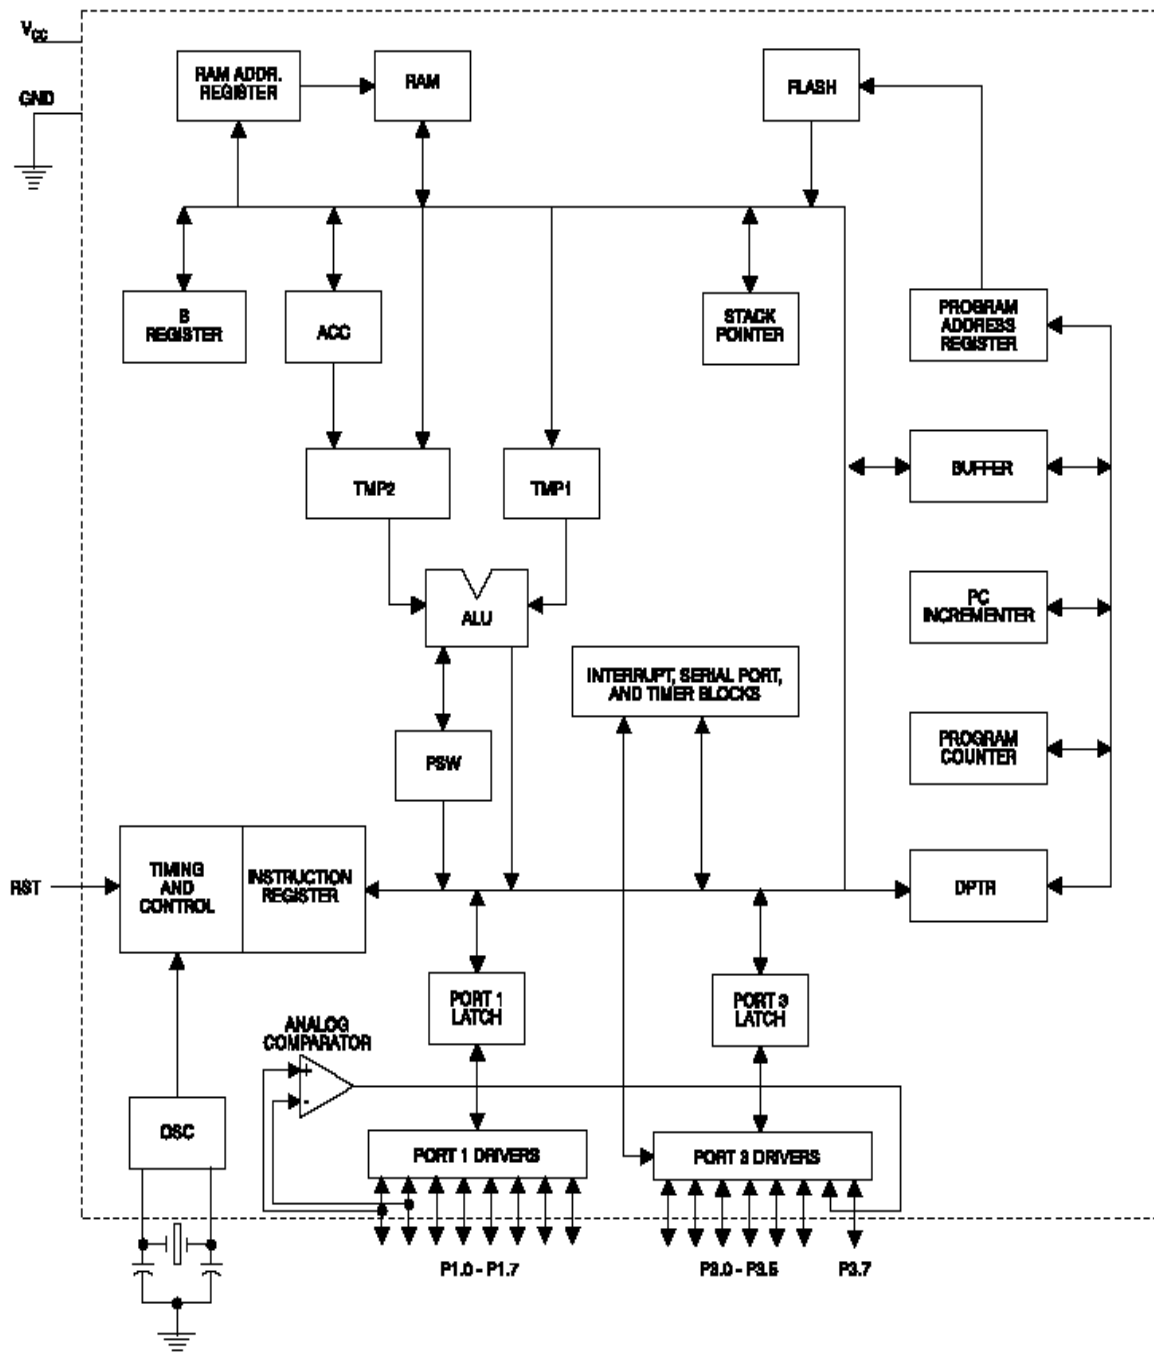 VCC
GND
RAM ADDR.
REGISTER
RAM
FLASH
B
REGISTER
ACC
STACK
POINTER
PROGRAM
ADDRESS
REGISTER
BUFFER
TMP2
TMP1
ALU
PC
INCREMENTER
INTERRUPT, SERIAL PORT,
AND TIMER BLOCKS
PSW
PROGRAM
COUNTER
RST
TIMING
AND
CONTROL
INSTRUCTION
REGISTER
DPTR
PORT 1
LATCH
PORT 3
LATCH
ANALOG
COMPARATOR
+
-
OSC
PORT 1 DRIVERS
PORT 3 DRIVERS
P1.0 - P1.7
P3.0 - P3.5
P3.7